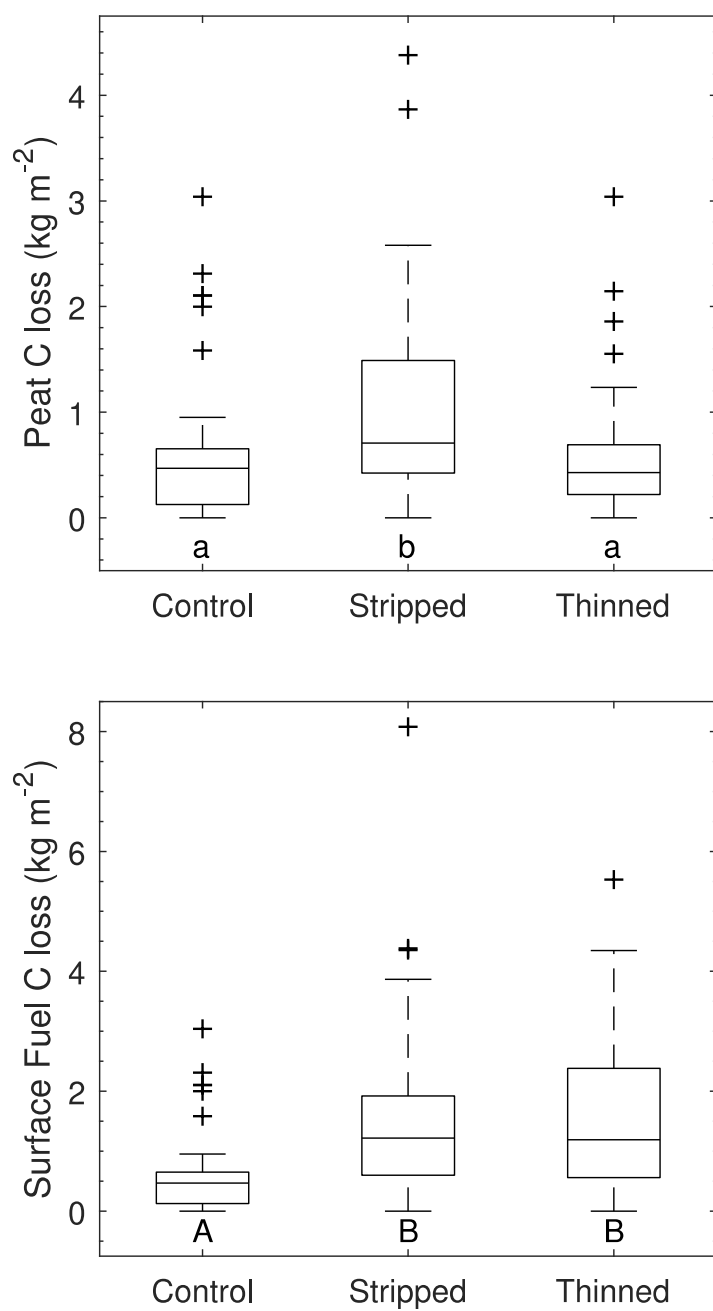 Peat C loss (kg m⁻²)
4
3
2
1
0
a b a
Control Stripped Thinned
Surface Fuel C loss (kg m⁻²)
8
6
4
2
0
A B B
Control Stripped Thinned